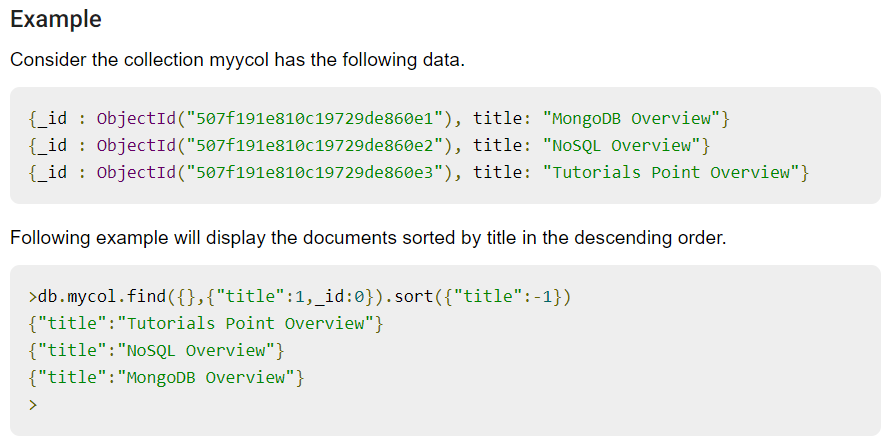 Example
Consider the collection myycol has the following data.
{_id : ObjectId("507f191e810c19729de860e1"), title: "MongoDB Overview"}
{_id : ObjectId("507f191e810c19729de860e2"), title: "NoSQL Overview"}
{_id : ObjectId("507f191e810c19729de860e3"), title: "Tutorials Point Overview"}
Following example will display the documents sorted by title in the descending order.
>db.mycol.find({},{"title":1,_id:0}).sort({"title":-1})
{"title":"Tutorials Point Overview"}
{"title":"NoSQL Overview"}
{"title":"MongoDB Overview"}
>